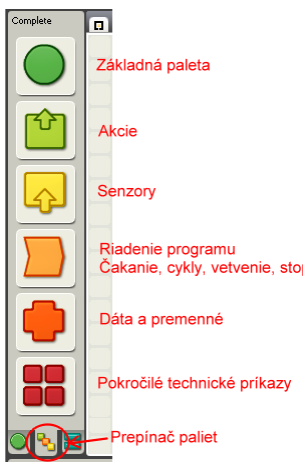 Complete
Základná paleta
Akcie
Senzory
Riadenie programu
Čakanie, cykly, vetvenie, stop
Dáta a premenné
Pokročilé technické príkazy
Prepínač paliet